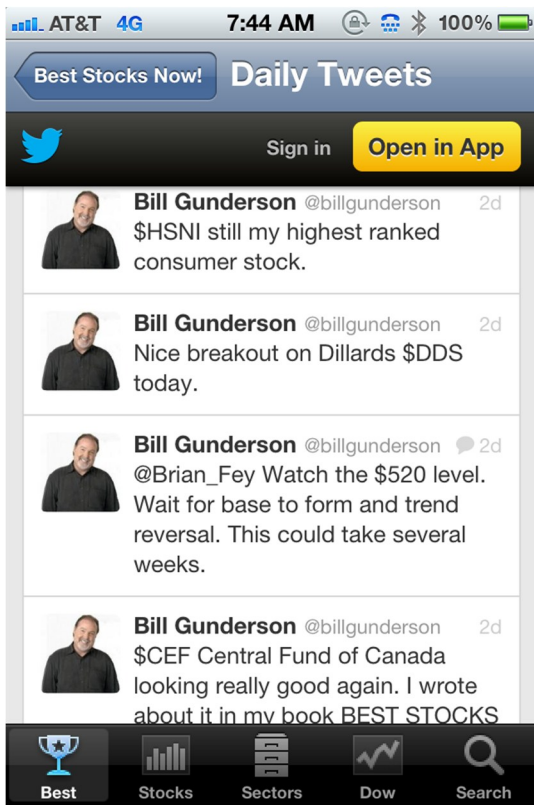 AT&T 4G 7:44 AM 100%
Best Stocks Now! Daily Tweets
Sign in Open in App
Bill Gunderson @billgunderson 2d
$HSNI still my highest ranked
consumer stock.
Bill Gunderson @billgunderson 2d
Nice breakout on Dillards $DDS
today.
Bill Gunderson @billgunderson 2d
@Brian_Fey Watch the $520 level.
Wait for base to form and trend
reversal. This could take several
weeks.
Bill Gunderson @billgunderson 2d
$CEF Central Fund of Canada
looking really good again. I wrote
about it in my book BEST STOCKS
Best Stocks Sectors Dow Search